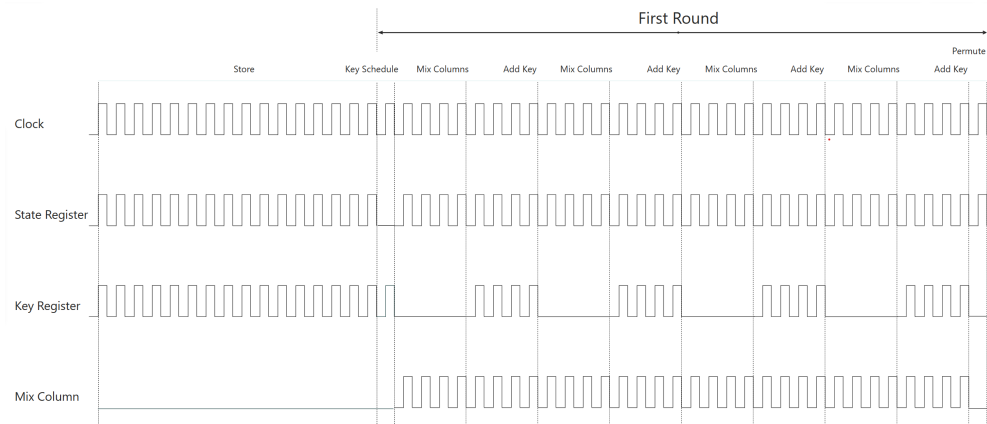 First Round
Permute
Store Key Schedule Mix Columns Add Key Mix Columns Add Key Mix Columns Add Key Mix Columns Add Key
Clock
State Register
Key Register
Mix Column